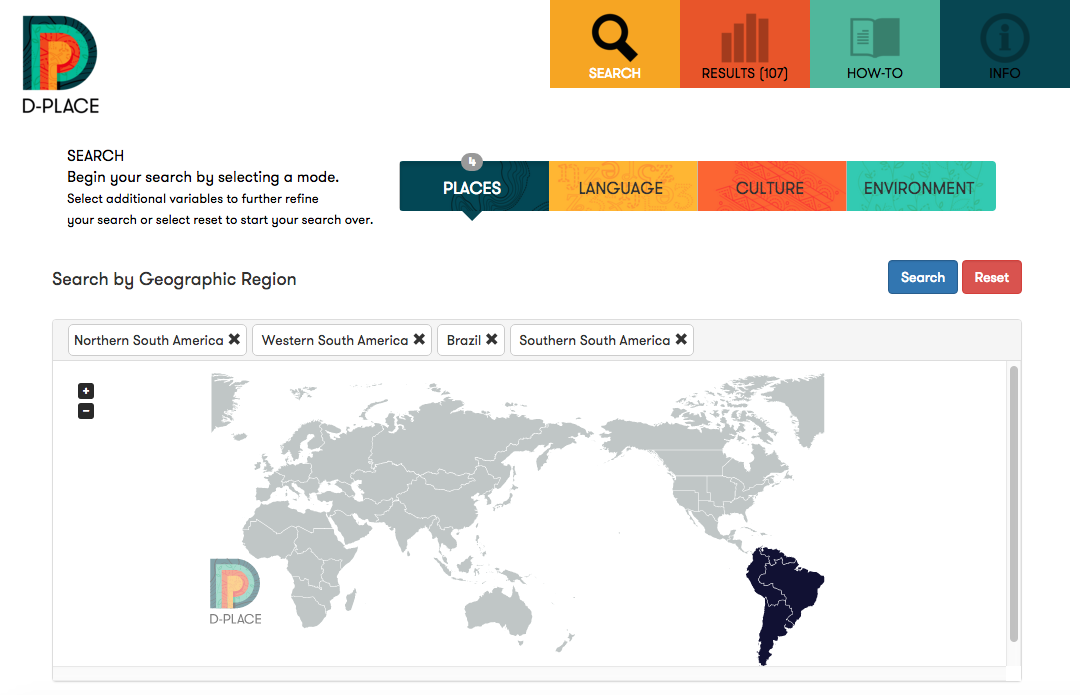 D-PLACE
SEARCH
RESULTS (107)
HOW-TO
INFO
SEARCH
Begin your search by selecting a mode.
Select additional variables to further refine
your search or select reset to start your search over.
4
PLACES
LANGUAGE
CULTURE
ENVIRONMENT
Search by Geographic Region
Search
Reset
Northern South America ✖
Western South America ✖
Brazil ✖
Southern South America ✖
+
−
D-PLACE